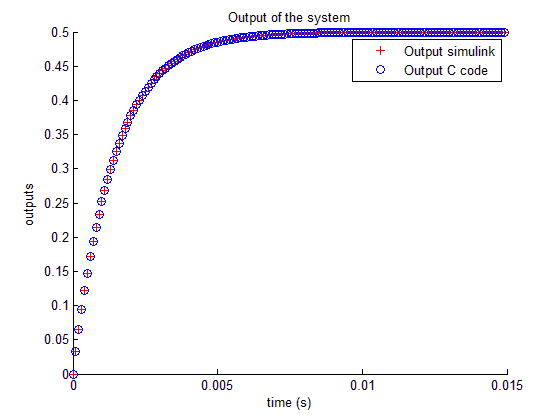 Output of the system
0.5
0.45
0.4
0.35
0.3
0.25
0.2
0.15
0.1
0.05
0
outputs
Output simulink
Output C code
0 0.005 0.01 0.015
time (s)